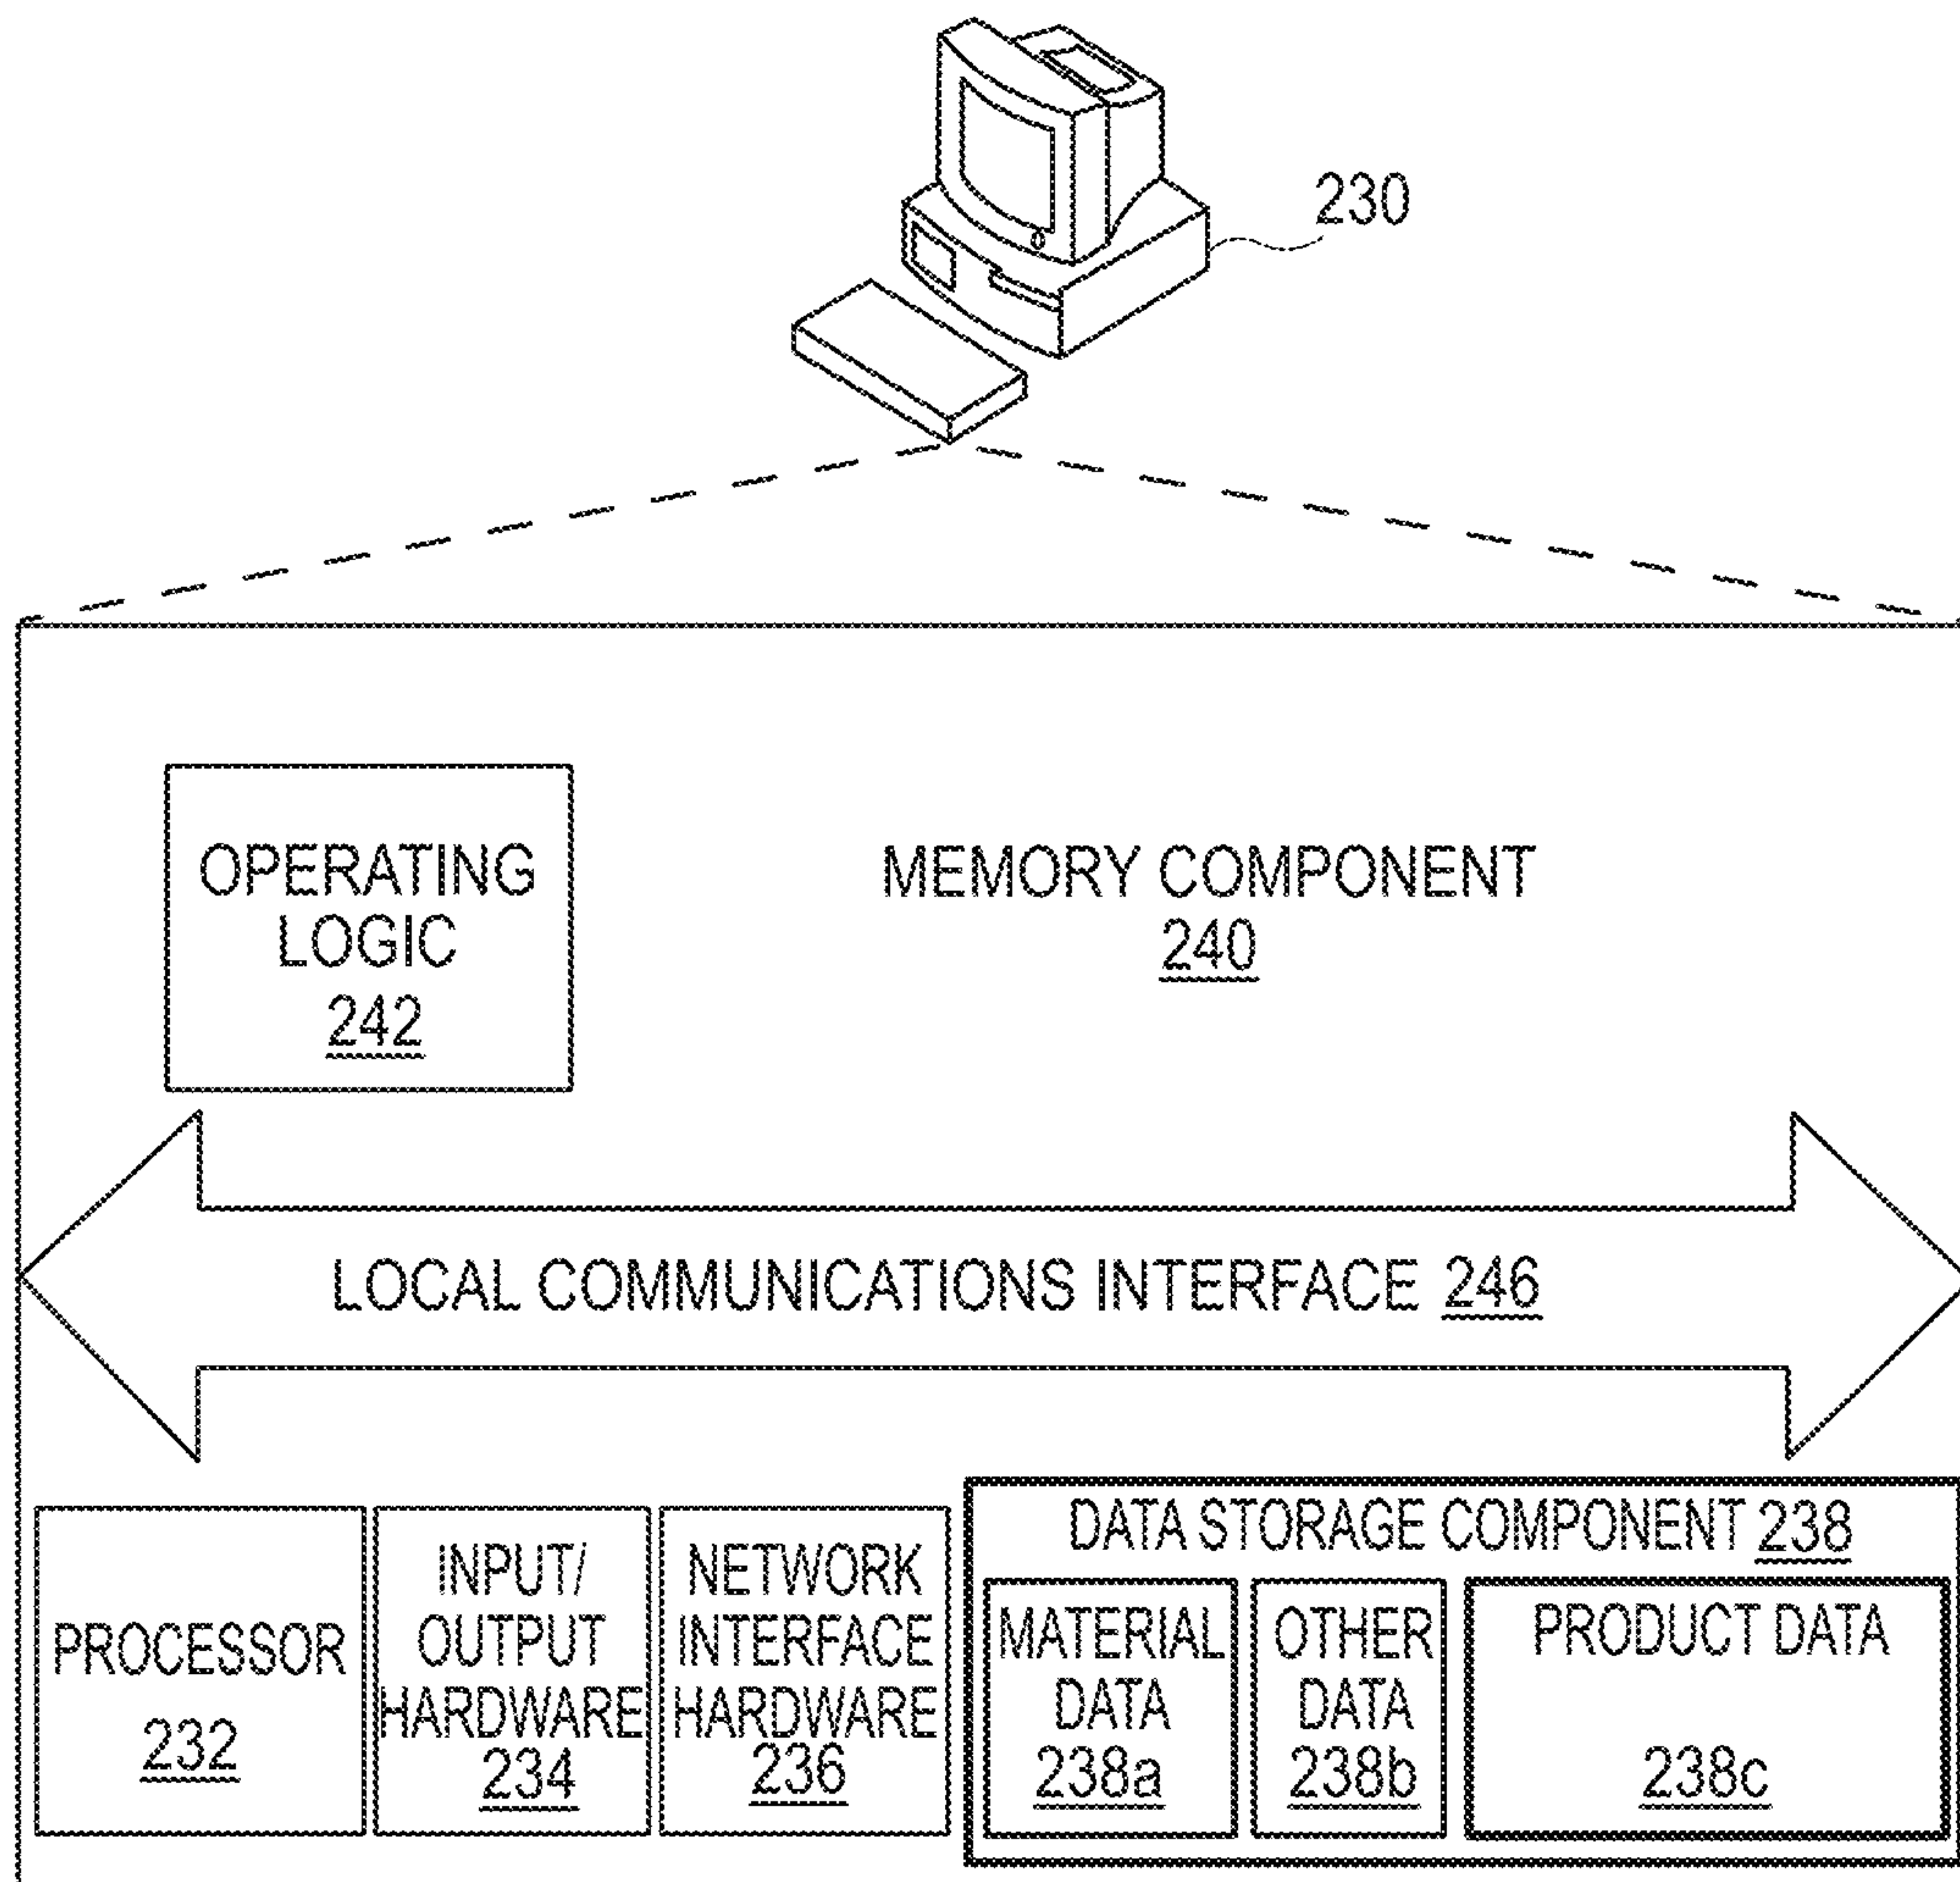 230
OPERATING
LOGIC
242
MEMORY COMPONENT
240
LOCAL COMMUNICATIONS INTERFACE 246
PROCESSOR
232
INPUT/
OUTPUT
HARDWARE
234
NETWORK
INTERFACE
HARDWARE
236
DATA STORAGE COMPONENT 238
MATERIAL
DATA
238a
OTHER
DATA
238b
PRODUCT DATA
238c